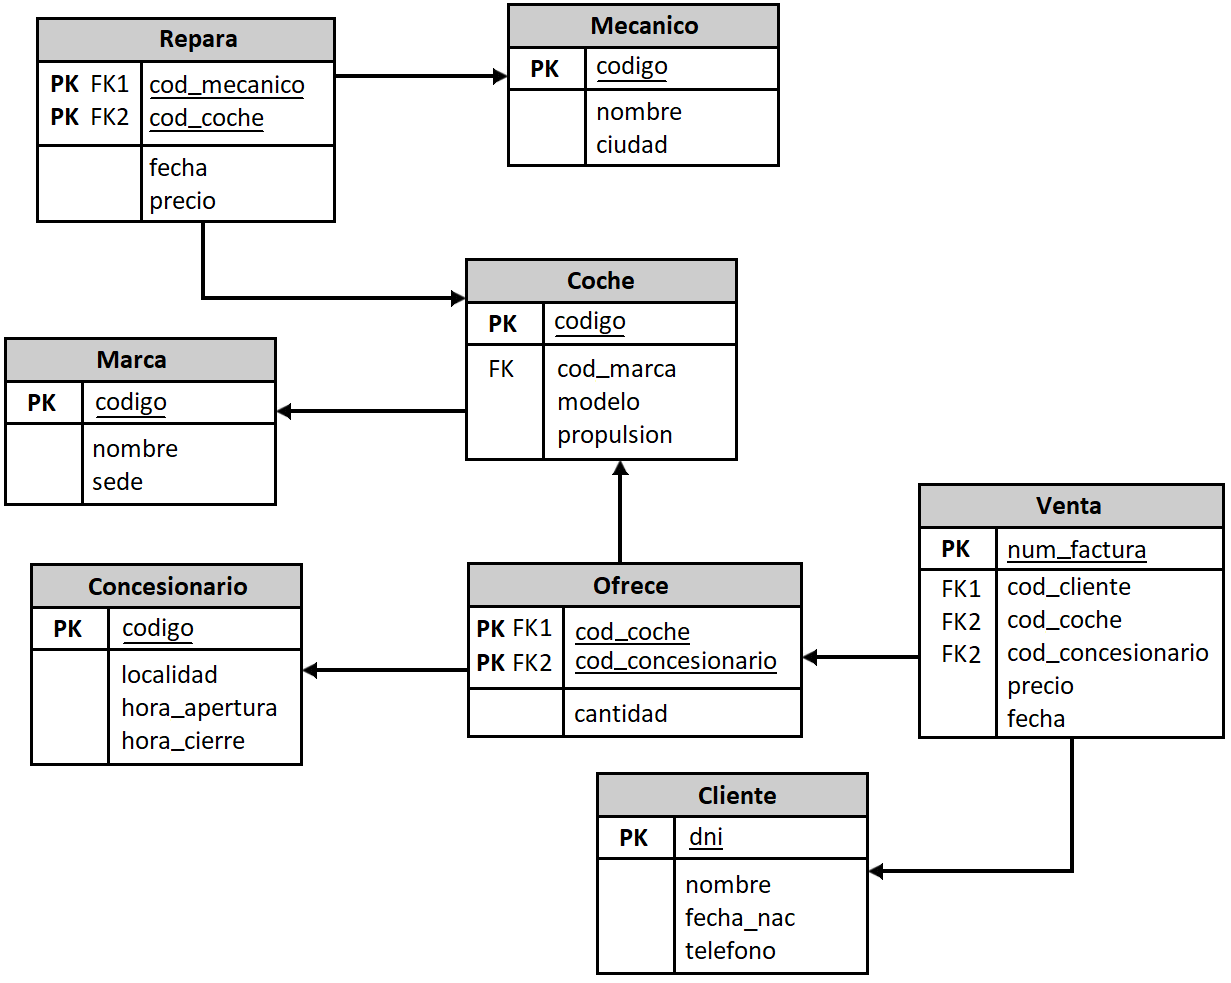 Repara
PK FK1 cod_mecanico
PK FK2 cod_coche
fecha
precio
Mecanico
PK codigo
nombre
ciudad
Coche
PK codigo
FK cod_marca
modelo
propulsion
Marca
PK codigo
nombre
sede
Concesionario
PK codigo
localidad
hora_apertura
hora_cierre
Ofrece
PK FK1 cod_coche
PK FK2 cod_concesionario
cantidad
Venta
PK num_factura
FK1 cod_cliente
FK2 cod_coche
FK2 cod_concesionario
precio
fecha
Cliente
PK dni
nombre
fecha_nac
telefono